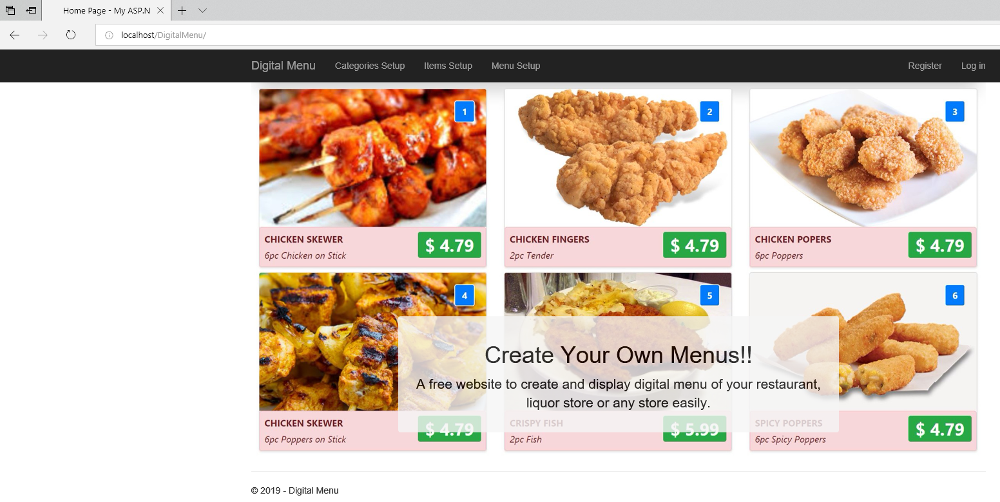 Home Page - My ASP.N
localhost/DigitalMenu/
Digital Menu Categories Setup Items Setup Menu Setup Register Log in
1
2
3
CHICKEN SKEWER
6pc Chicken on Stick
$ 4.79
CHICKEN FINGERS
2pc Tender
$ 4.79
CHICKEN POPERS
6pc Poppers
$ 4.79
4
5
6
Create Your Own Menus!!
A free website to create and display digital menu of your restaurant,
liquor store or any store easily.
CHICKEN SKEWER
6pc Poppers on Stick
$ 4.79
CRISPY FISH
2pc Fish
$ 5.99
SPICY POPPERS
6pc Spicy Poppers
$ 4.79
© 2019 - Digital Menu